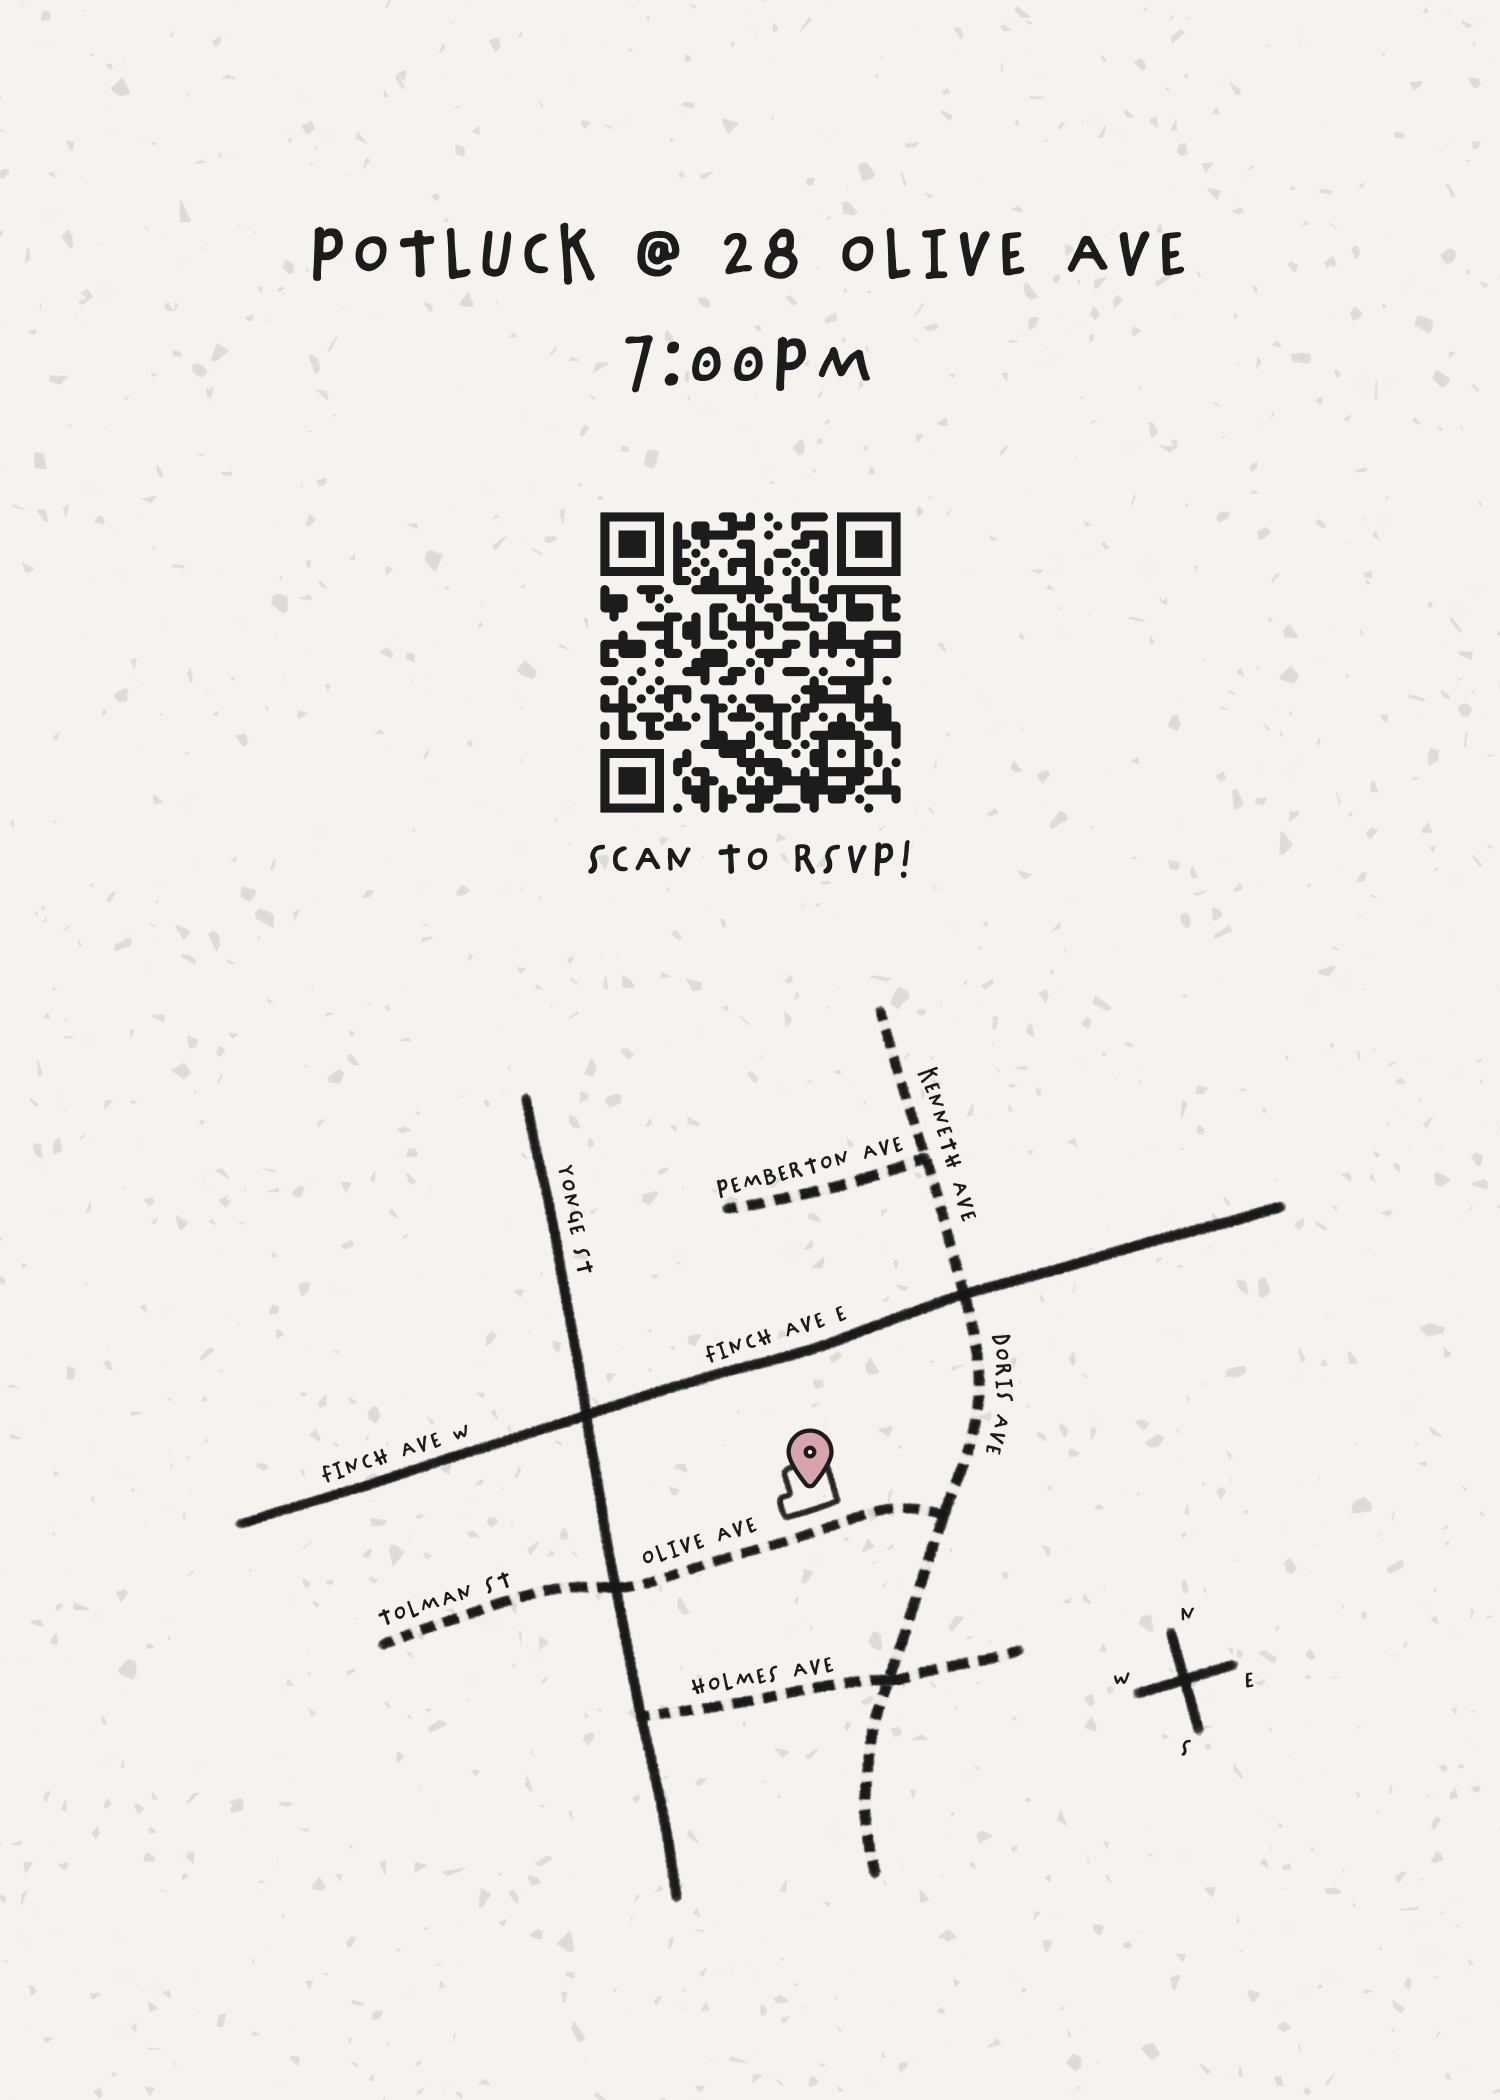 POTLUCK @ 28 OLIVE AVE
7:00PM
SCAN TO RSVP!
KENNETH AVE
PEMBERTON AVE
YONGE ST
FINCH AVE E
DORIS AVE
FINCH AVE W
OLIVE AVE
TOLMAN ST
HOLMES AVE
N
W
E
S